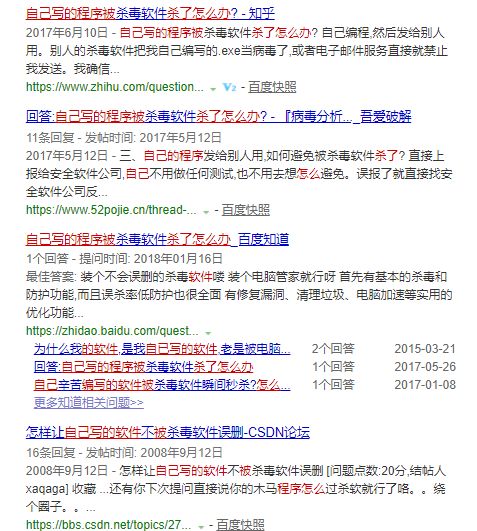 自己写的程序被杀毒软件杀了怎么办? - 知乎
2017年6月10日 - 自己写的程序被杀毒软件杀了怎么办? 自己编程,然后发给别人
用。别人的杀毒软件把我自己编写的.exe当病毒了,或者电子邮件服务直接就禁止
我发送。我确信...
https://www.zhihu.com/question... V2 - 百度快照
回答:自己写的程序被杀毒软件杀了怎么办? - 『病毒分析..._吾爱破解
11条回复 - 发帖时间: 2017年5月12日
2017年5月12日 - 三、自己的程序发给别人用,如何避免被杀毒软件杀了? 直接上
报给安全软件公司,自己不用做任何测试,也不用去想怎么避免。误报了就直接找安
全软件公司反...
https://www.52pojie.cn/thread-... - 百度快照
自己写的程序被杀毒软件杀了怎么办_百度知道
1个回答 - 提问时间: 2018年01月16日
最佳答案: 装个不会误删的杀毒软件喽 装个电脑管家就行呀 首先有基本的杀毒和
防护功能,而且误杀率低防护也很全面 有修复漏洞、清理垃圾、电脑加速等实用的
优化功能...
https://zhidao.baidu.com/quest...
为什么我的软件,是我自己写的软件,老是被电脑... 2个回答 2015-03-21
回答:自己写的程序被杀毒软件杀了怎么办 1个回答 2017-05-26
自己辛苦编写的软件被杀毒软件瞬间秒杀?怎么... 1个回答 2017-01-08
更多知道相关问题>>
怎样让自己写的软件不被杀毒软件误删-CSDN论坛
16条回复 - 发帖时间: 2008年9月12日
2008年9月12日 - 怎样让自己写的软件不被杀毒软件误删 [问题点数:20分,结帖人
xaqaga] 收藏 ...还有你下次提问直接说你的木马程序怎么过杀软就行了咯。。绕
个圈子。。...
https://bbs.csdn.net/topics/27... - 百度快照